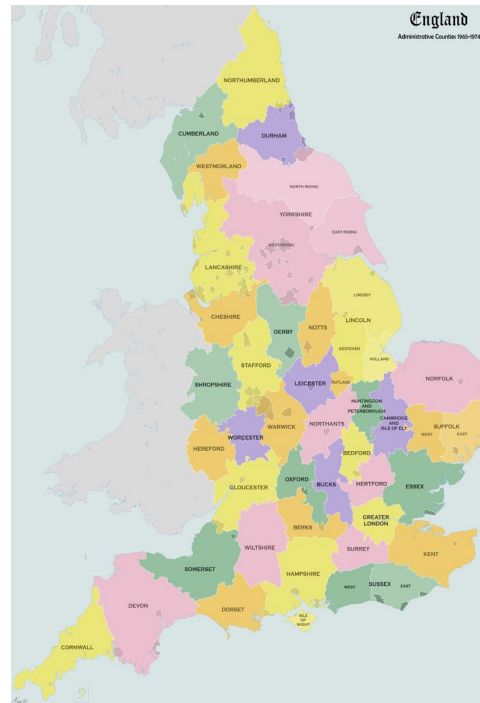 England
Administrative Counties 1965-1974
NORTHUMBERLAND
CUMBERLAND
DURHAM
WESTMORLAND
NORTH RIDING
YORKSHIRE
EAST RIDING
WEST RIDING
LANCASHIRE
LINDSEY
CHESHIRE
DERBY
NOTTS
LINCOLN
KESTEVEN
HOLLAND
STAFFORD
SHROPSHIRE
LEICESTER
RUTLAND
NORFOLK
HUNTINGDON
AND
PETERBOROUGH
CAMBRIDGE
AND
ISLE OF ELY
SUFFOLK
WEST
EAST
WORCESTER
WARWICK
NORTHANTS
HEREFORD
BEDFORD
GLOUCESTER
OXFORD
BUCKS
HERTFORD
ESSEX
GREATER
LONDON
BERKS
WILTSHIRE
SURREY
KENT
SOMERSET
HAMPSHIRE
WEST
SUSSEX
EAST
DEVON
DORSET
ISLE
OF
WIGHT
CORNWALL